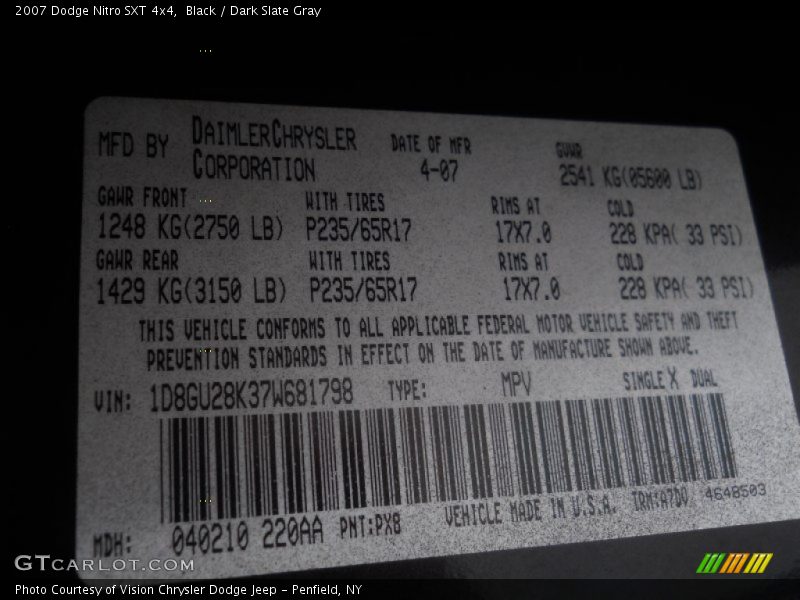 2007 Dodge Nitro SXT 4x4,  Black / Dark Slate Gray
MFD BY DAIMLERCHRYSLER CORPORATION DATE OF MFR 4-07 GVWR 2541 KG(05600 LB)
GAWR FRONT WITH TIRES RIMS AT COLD
1248 KG(2750 LB) P235/65R17 17X7.0 228 KPA( 33 PSI)
GAWR REAR WITH TIRES RIMS AT COLD
1429 KG(3150 LB) P235/65R17 17X7.0 228 KPA( 33 PSI)
THIS VEHICLE CONFORMS TO ALL APPLICABLE FEDERAL MOTOR VEHICLE SAFETY AND THEFT
PREVENTION STANDARDS IN EFFECT ON THE DATE OF MANUFACTURE SHOWN ABOVE.
VIN: 1D8GU28K37W681798 TYPE: MPV SINGLE X DUAL
MDH: 040210 220AA PNT:PX8 VEHICLE MADE IN U.S.A. TRM:A7D0 4648503
GTCARLOT.COM
Photo Courtesy of Vision Chrysler Dodge Jeep – Penfield, NY